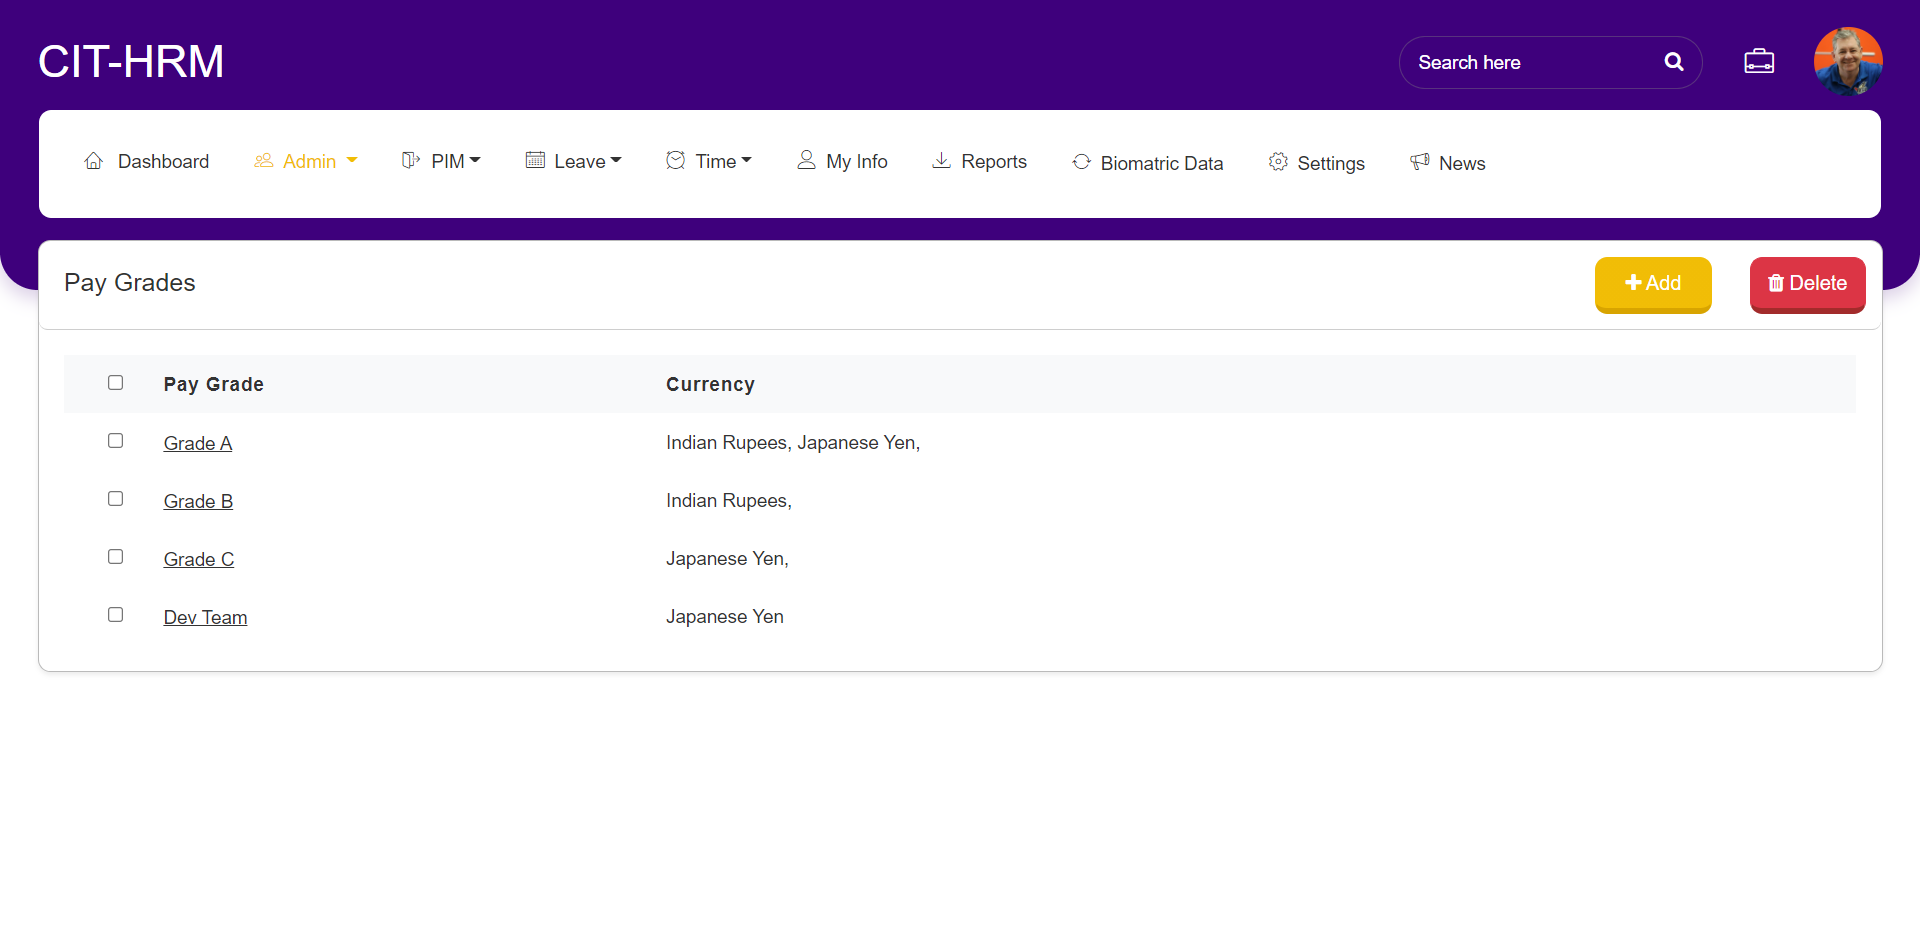 CIT-HRM
Search here
Dashboard Admin PIM Leave Time My Info Reports Biomatric Data Settings News
Pay Grades
Add
Delete
Pay Grade Currency
Grade A Indian Rupees, Japanese Yen,
Grade B Indian Rupees,
Grade C Japanese Yen,
Dev Team Japanese Yen